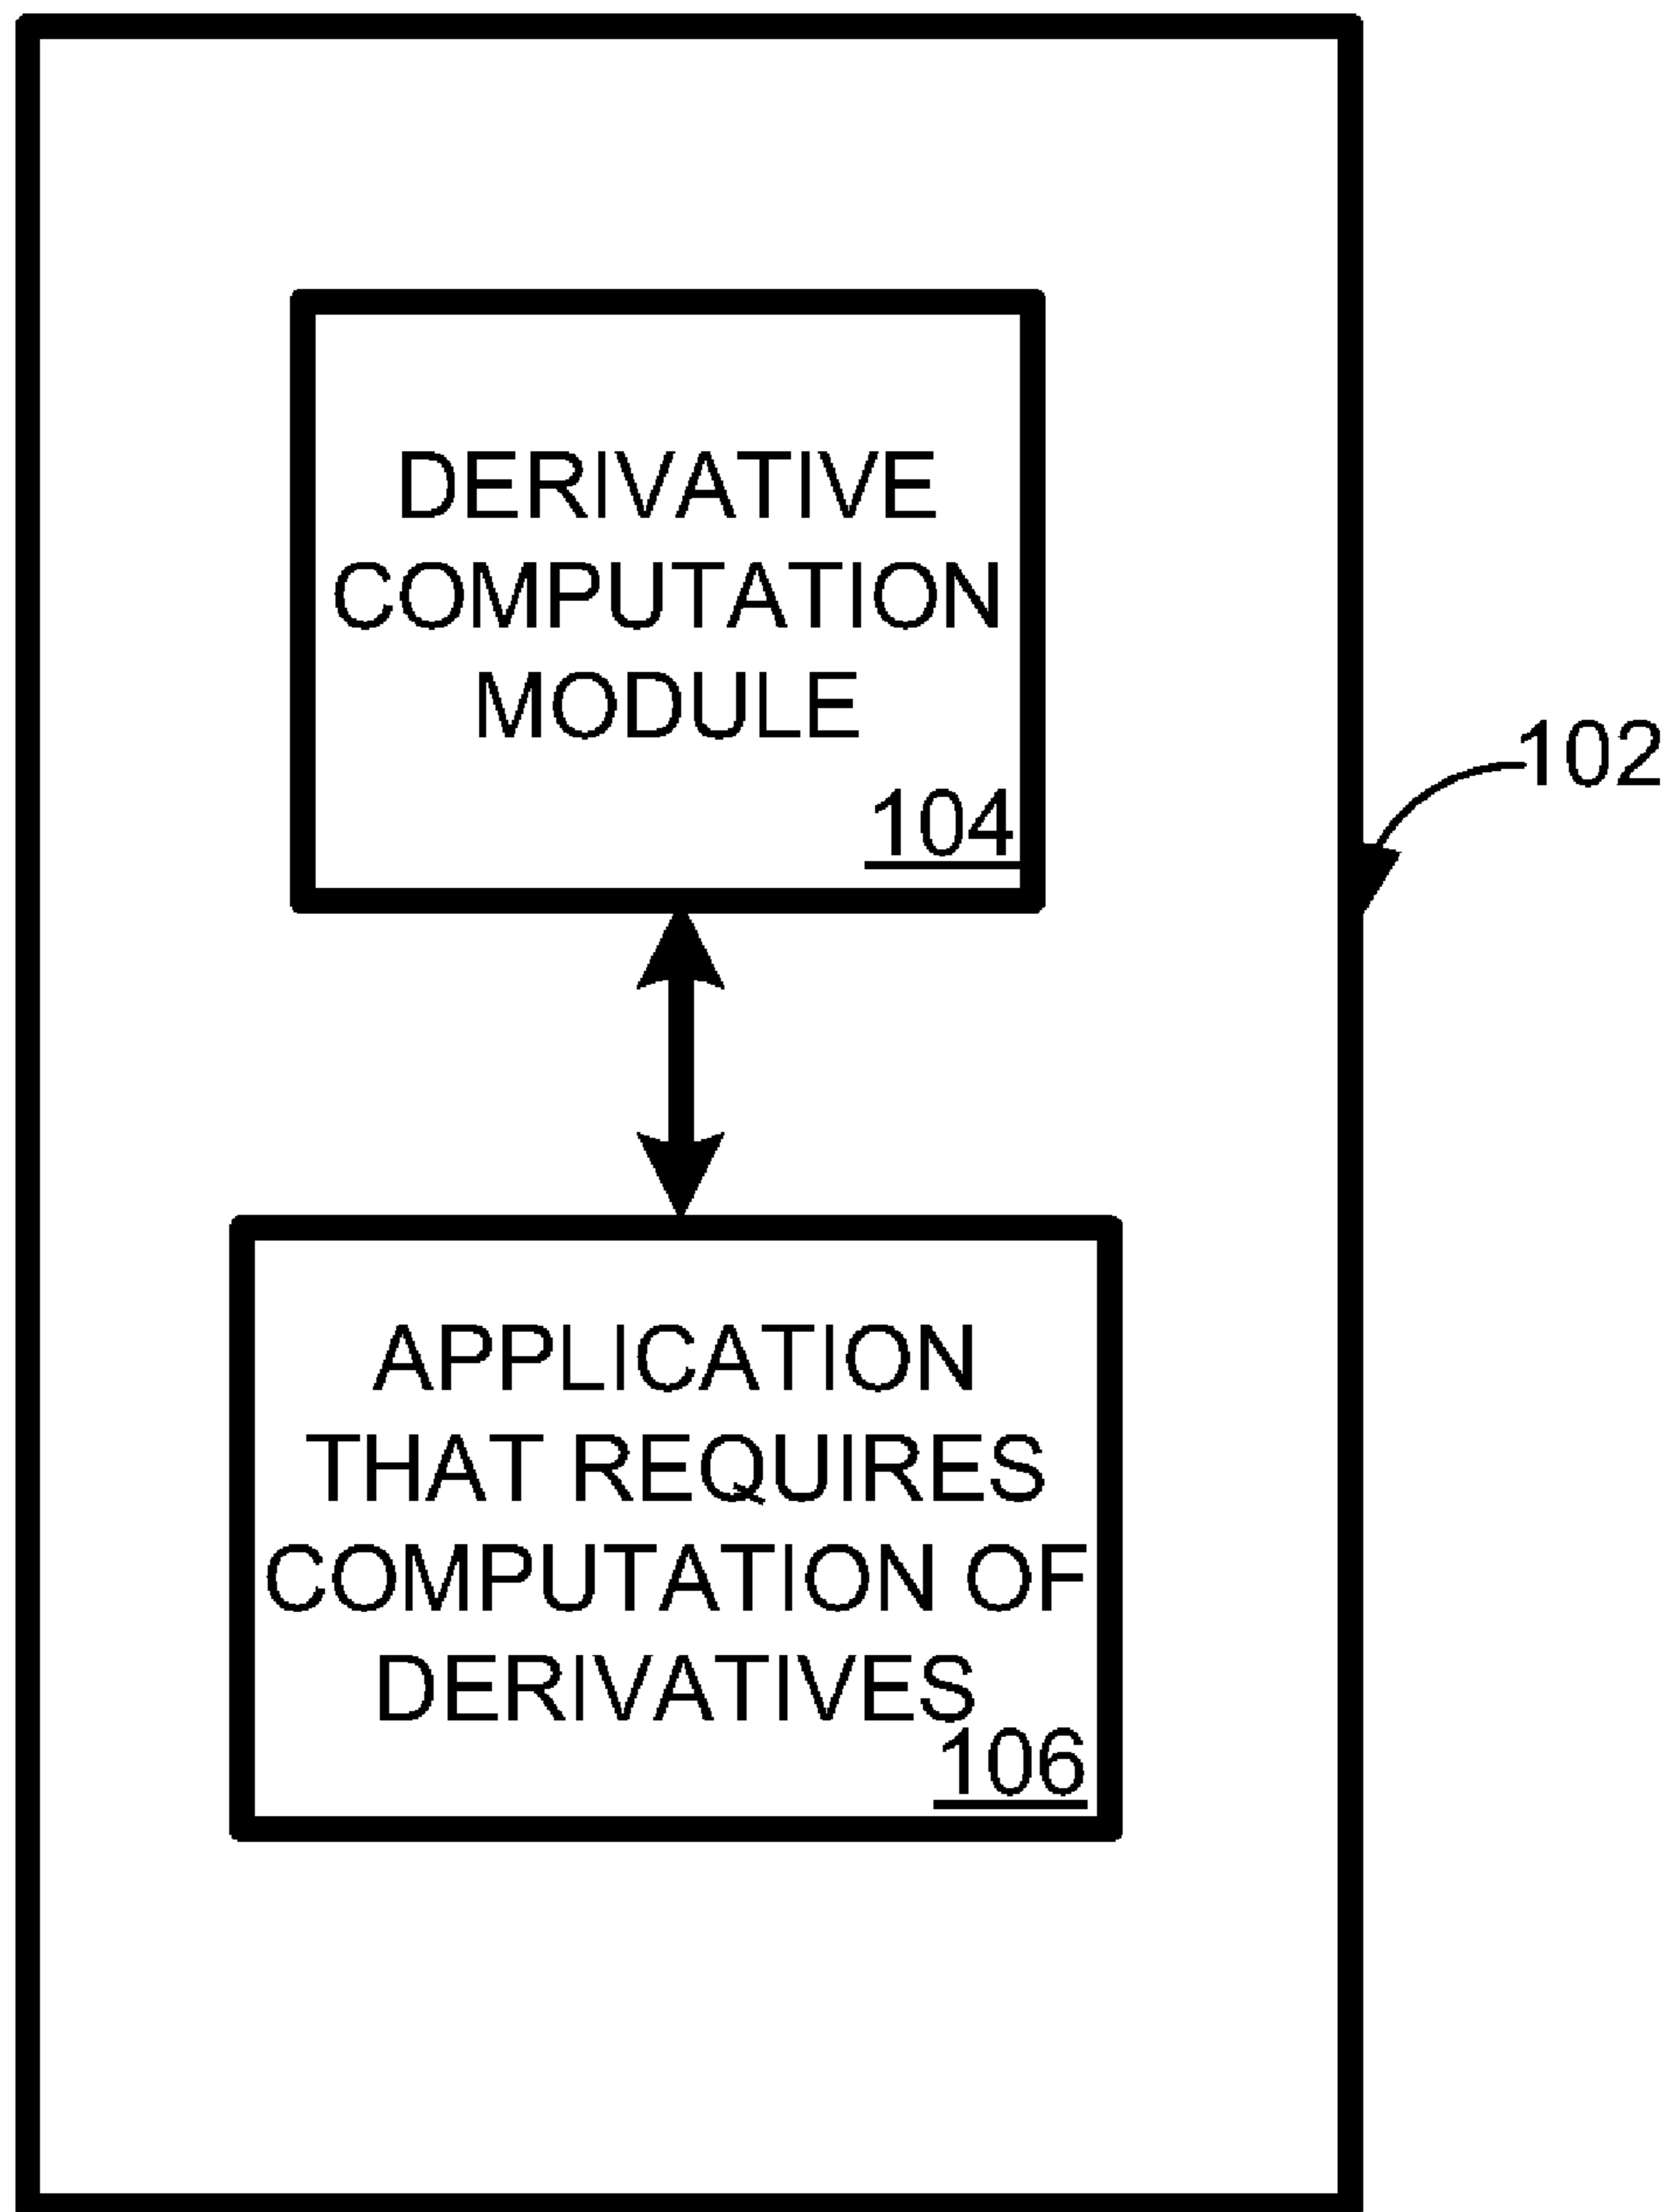 DERIVATIVE
COMPUTATION
MODULE
104
102
APPLICATION
THAT REQUIRES
COMPUTATION OF
DERIVATIVES
106